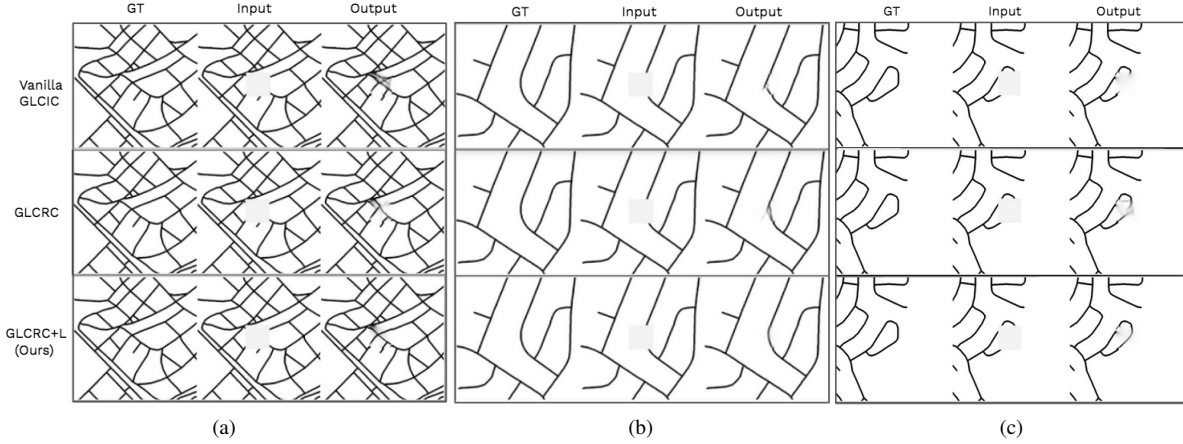 GT Input Output GT Input Output GT Input Output
Vanilla
GLCIC
GLCRC
GLCRC+L
(Ours)
(a) (b) (c)